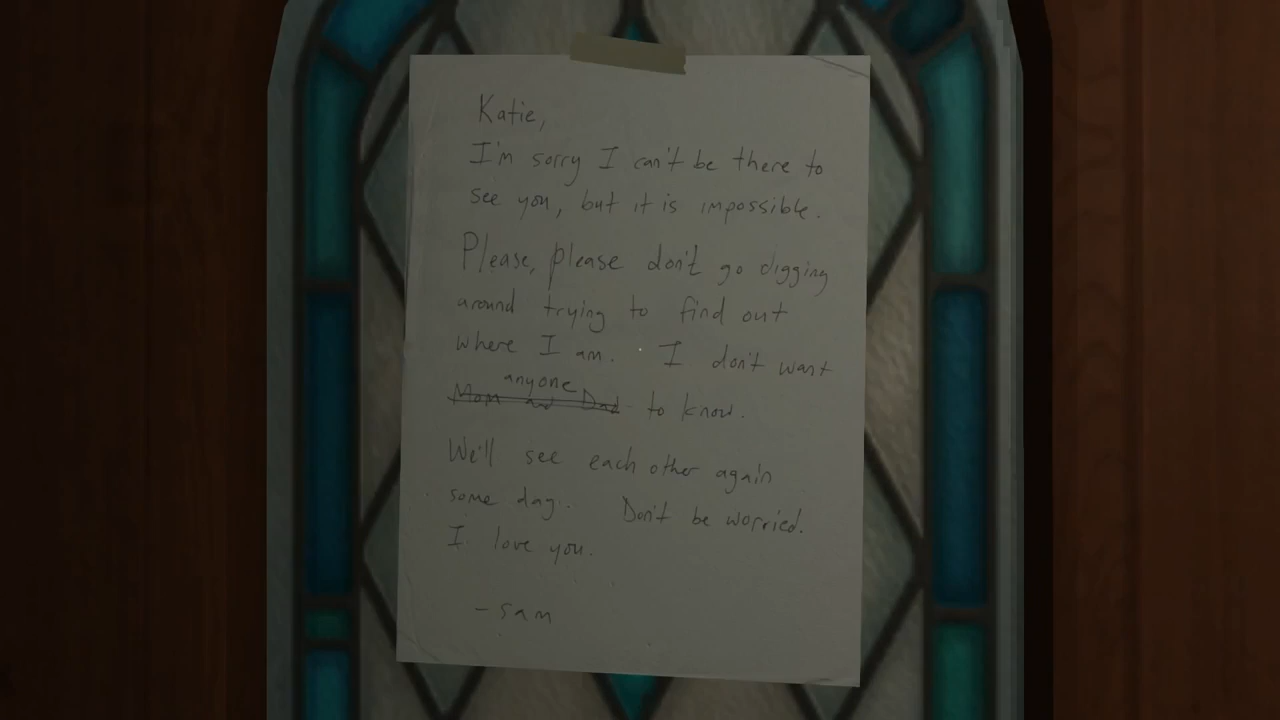 Katie,
I'm sorry I can't be there to
see you, but it is impossible.
Please, please don't go digging
around trying to find out
where I am. I don't want
anyone
Mom and Dad to know.
We'll see each other again
some day. Don't be worried.
I love you.
- Sam